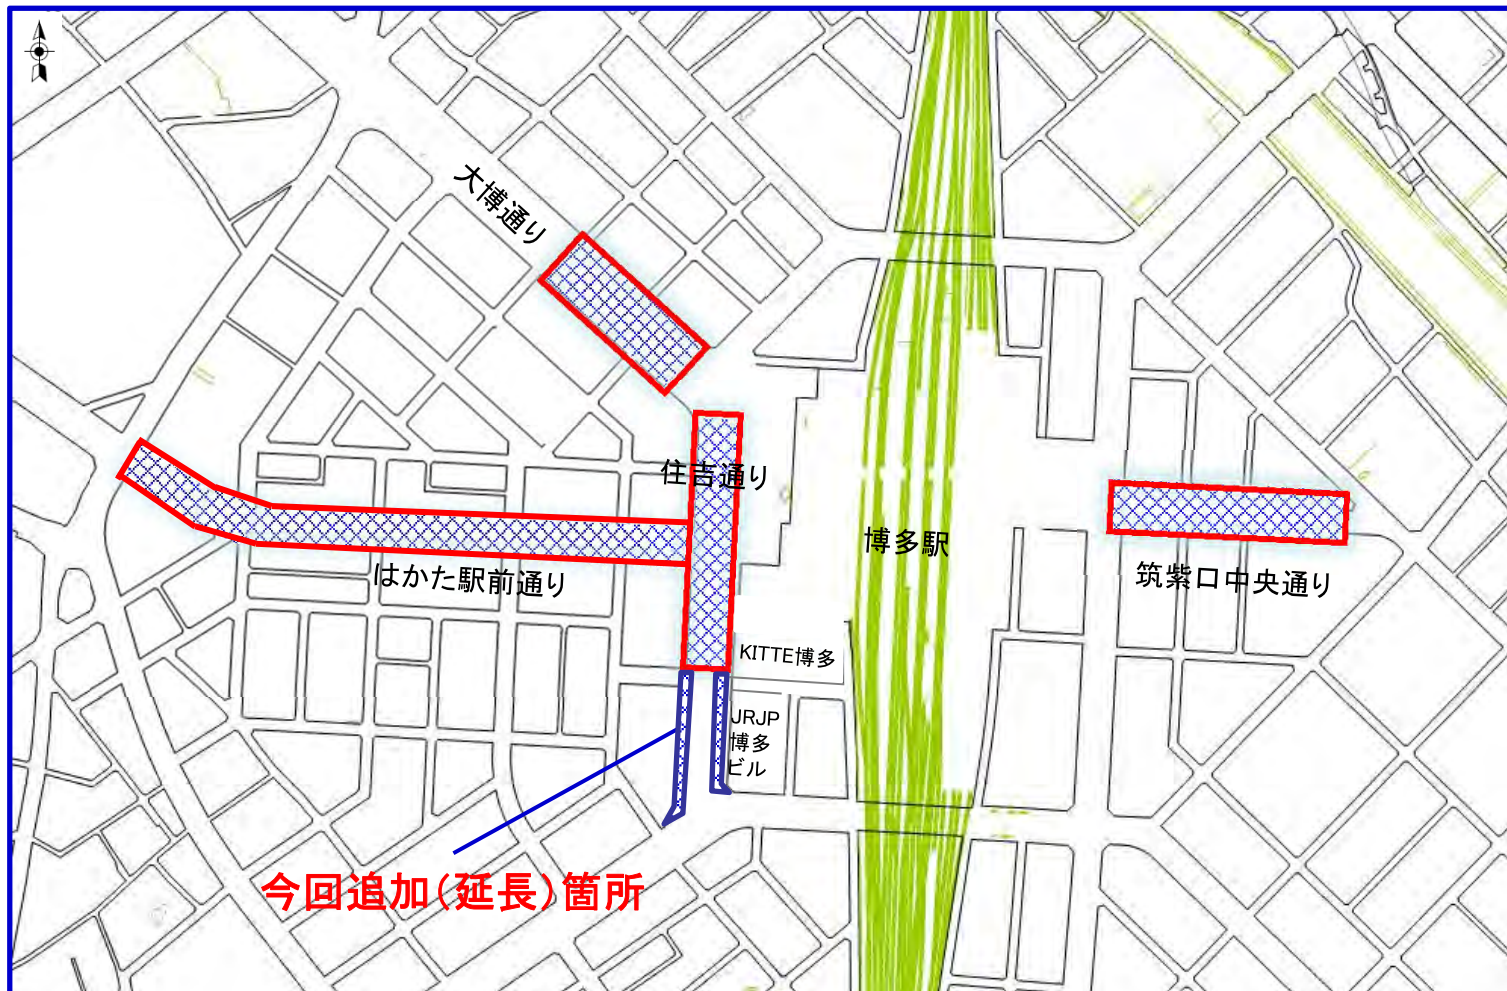 大博通り
住吉通り
博多駅
はかた駅前通り
筑紫口中央通り
KITTE博多
JRJP
博多
ビル
今回追加(延長)箇所